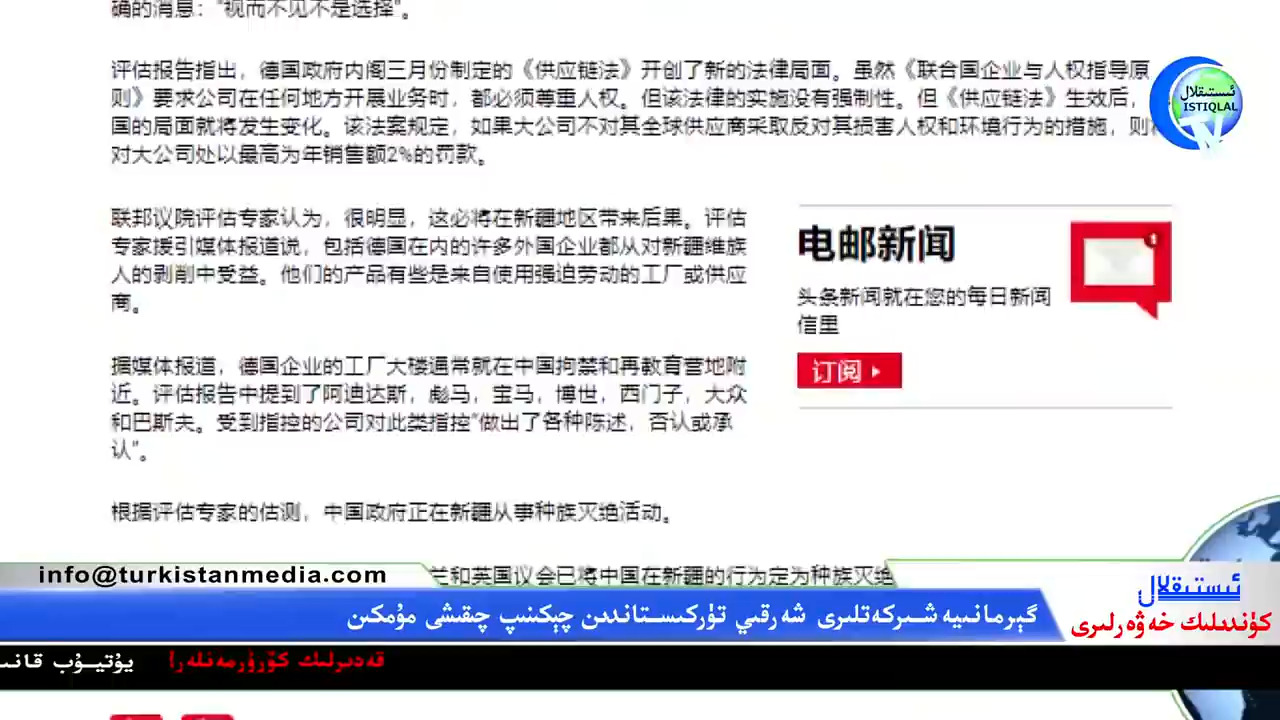 确的消息："视而不见不是选择"。
评估报告指出，德国政府内阁三月份制定的《供应链法》开创了新的法律局面。虽然《联合国企业与人权指导原
则》要求公司在任何地方开展业务时，都必须尊重人权。但该法律的实施没有强制性。但《供应链法》生效后，
国的局面就将发生变化。该法案规定，如果大公司不对其全球供应商采取反对其损害人权和环境行为的措施，则
对大公司处以最高为年销售额2%的罚款。
联邦议院评估专家认为，很明显，这必将在新疆地区带来后果。评估
专家援引媒体报道说，包括德国在内的许多外国企业都从对新疆维族
人的剥削中受益。他们的产品有些是来自使用强迫劳动的工厂或供应
商。
据媒体报道，德国企业的工厂大楼通常就在中国拘禁和再教育营地附
近。评估报告中提到了阿迪达斯，彪马，宝马，博世，西门子，大众
和巴斯夫。受到指控的公司对此类指控"做出了各种陈述，否认或承
认"。
根据评估专家的估测，中国政府正在新疆从事种族灭绝活动。
兰和英国议会已将中国在新疆的行为定为种族灭绝
电邮新闻
头条新闻就在您的每日新闻
信里
订阅
ئىستىقلال
ISTIQLAL
TV
info@turkistanmedia.com
گېرمانىيە شىركەتلىرى شەرقىي تۈركىستاندىن چېكىنىپ چىقىشى مۇمكىن
ئىستىقلال
كۈندىلىك خەۋەرلىرى
قەدىرلىك كۆرۈرمەنلەر!
يۇتيۇب قانى